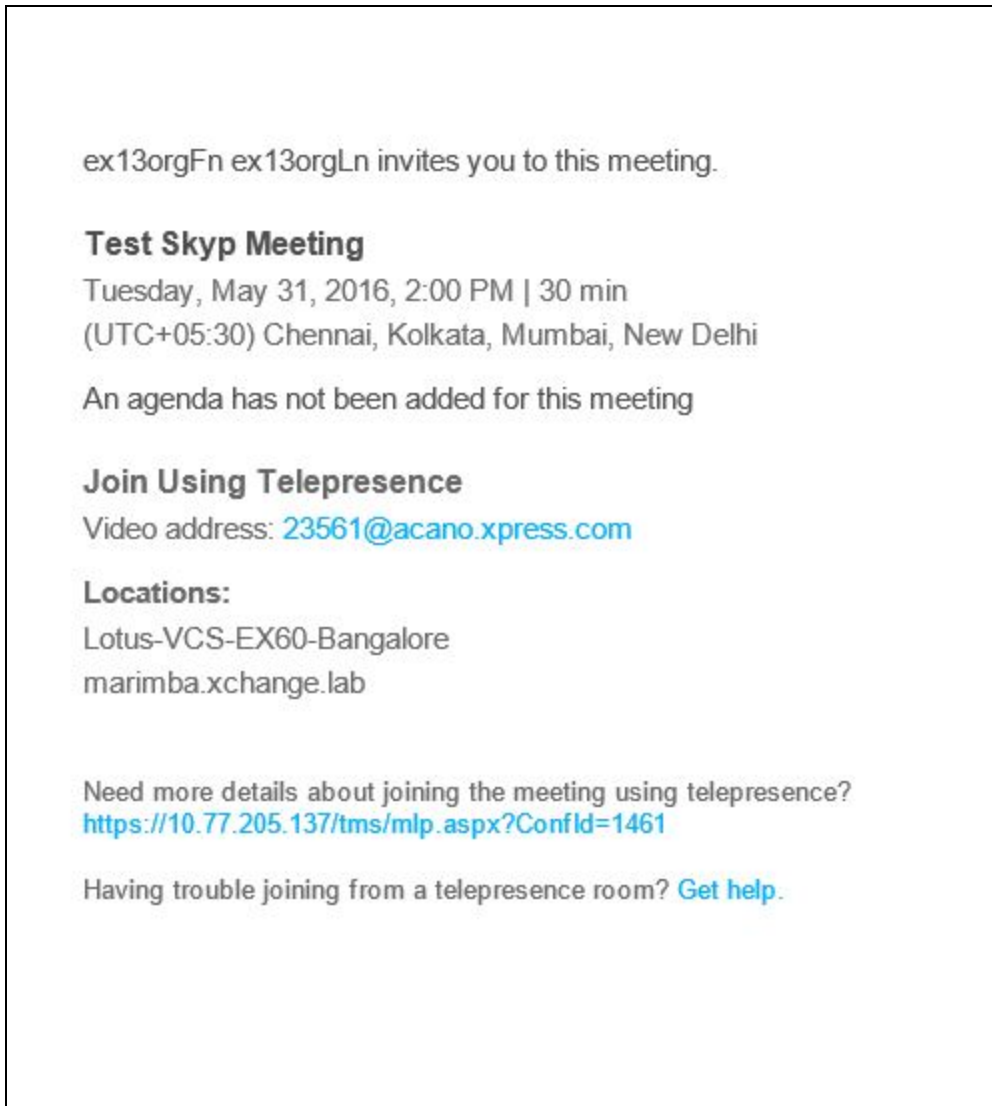 ex13orgFn ex13orgLn invites you to this meeting.
Test Skyp Meeting
Tuesday, May 31, 2016, 2:00 PM | 30 min
(UTC+05:30) Chennai, Kolkata, Mumbai, New Delhi
An agenda has not been added for this meeting
Join Using Telepresence
Video address: 23561@acano.xpress.com
Locations:
Lotus-VCS-EX60-Bangalore
marimba.xchange.lab
Need more details about joining the meeting using telepresence?
https://10.77.205.137/tms/mlp.aspx?ConfId=1461
Having trouble joining from a telepresence room? Get help.